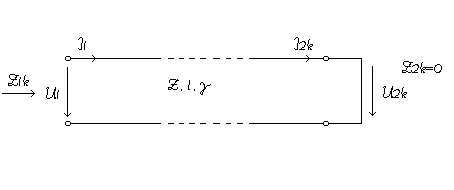 I1
I2k
Z1k
U1
Z, l, γ
Z2k=0
U2k